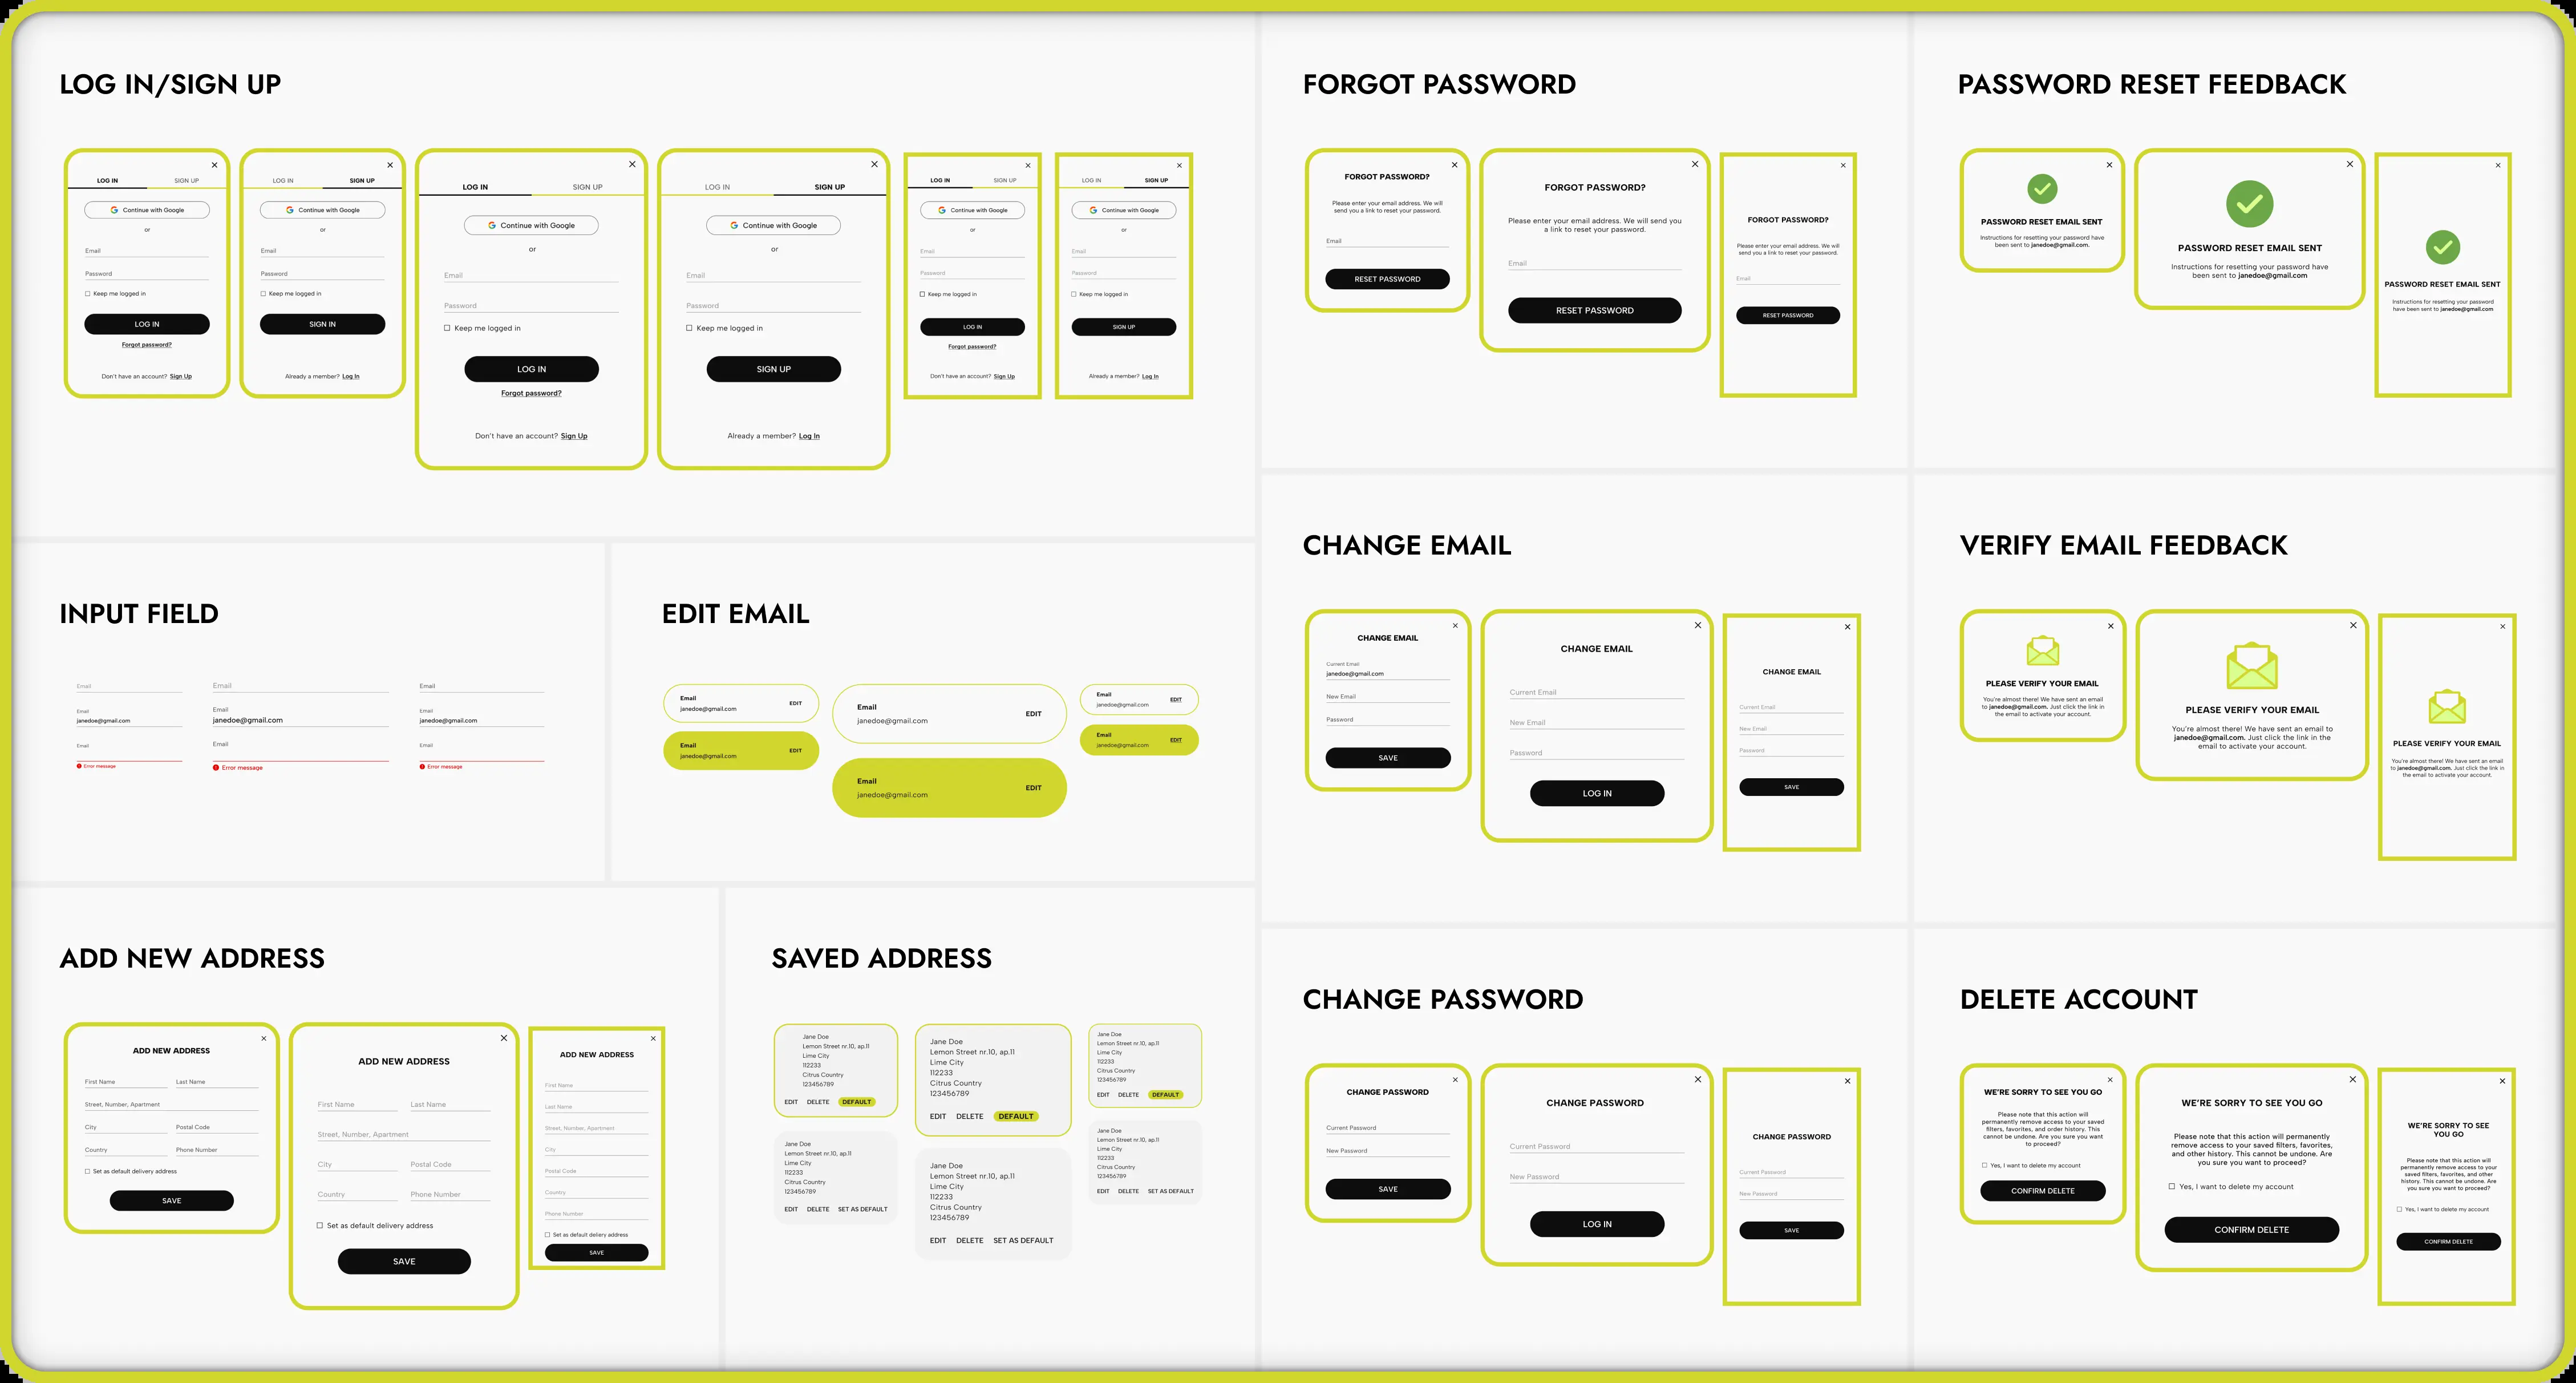 LOG IN/SIGN UP
LOG IN SIGN UP
Continue with Google
or
Email
Password
Keep me logged in
LOG IN
Forgot password?
Don't have an account? Sign Up
LOG IN SIGN UP
Continue with Google
or
Email
Password
Keep me logged in
SIGN IN
Already a member? Log In
LOG IN SIGN UP
Continue with Google
or
Email
Password
Keep me logged in
LOG IN
Forgot password?
Don't have an account? Sign Up
LOG IN SIGN UP
Continue with Google
or
Email
Password
Keep me logged in
SIGN UP
Already a member? Log In
LOG IN SIGN UP
Continue with Google
or
Email
Password
Keep me logged in
LOG IN
Forgot password?
Don't have an account? Sign Up
LOG IN SIGN UP
Continue with Google
or
Email
Password
Keep me logged in
SIGN UP
Already a member? Log In
FORGOT PASSWORD
FORGOT PASSWORD?
Please enter your email address. We will
send you a link to reset your password.
Email
RESET PASSWORD
FORGOT PASSWORD?
Please enter your email address. We will send you
a link to reset your password.
Email
RESET PASSWORD
FORGOT PASSWORD?
Please enter your email address. We will
send you a link to reset your password.
Email
RESET PASSWORD
PASSWORD RESET FEEDBACK
PASSWORD RESET EMAIL SENT
Instructions for resetting your password have
been sent to janedoe@gmail.com.
PASSWORD RESET EMAIL SENT
Instructions for resetting your password have
been sent to janedoe@gmail.com
PASSWORD RESET EMAIL SENT
Instructions for resetting your password
have been sent to janedoe@gmail.com
INPUT FIELD
Email
Email
janedoe@gmail.com
Email
Error message
Email
Email
janedoe@gmail.com
Email
Error message
Email
Email
janedoe@gmail.com
Email
Error message
EDIT EMAIL
Email
janedoe@gmail.com
EDIT
Email
janedoe@gmail.com
EDIT
Email
janedoe@gmail.com
EDIT
Email
janedoe@gmail.com
EDIT
Email
janedoe@gmail.com
EDIT
Email
janedoe@gmail.com
EDIT
CHANGE EMAIL
CHANGE EMAIL
Current Email
janedoe@gmail.com
New Email
Password
SAVE
CHANGE EMAIL
Current Email
New Email
Password
LOG IN
CHANGE EMAIL
Current Email
New Email
Password
SAVE
VERIFY EMAIL FEEDBACK
PLEASE VERIFY YOUR EMAIL
You're almost there! We have sent an email
to janedoe@gmail.com. Just click the link in
the email to activate your account.
PLEASE VERIFY YOUR EMAIL
You're almost there! We have sent an email to
janedoe@gmail.com. Just click the link in the
email to activate your account.
PLEASE VERIFY YOUR EMAIL
You're almost there! We have sent an email
to janedoe@gmail.com. Just click the link in
the email to activate your account.
ADD NEW ADDRESS
ADD NEW ADDRESS
First Name Last Name
Street, Number, Apartment
City Postal Code
Country Phone Number
Set as default delivery address
SAVE
ADD NEW ADDRESS
First Name Last Name
Street, Number, Apartment
City Postal Code
Country Phone Number
Set as default delivery address
SAVE
ADD NEW ADDRESS
First Name
Last Name
Street, Number, Apartment
City
Postal Code
Country
Phone Number
Set as default deliery address
SAVE
SAVED ADDRESS
Jane Doe
Lemon Street nr.10, ap.11
Lime City
112233
Citrus Country
123456789
EDIT DELETE DEFAULT
Jane Doe
Lemon Street nr.10, ap.11
Lime City
112233
Citrus Country
123456789
EDIT DELETE SET AS DEFAULT
Jane Doe
Lemon Street nr.10, ap.11
Lime City
112233
Citrus Country
123456789
EDIT DELETE DEFAULT
Jane Doe
Lemon Street nr.10, ap.11
Lime City
112233
Citrus Country
123456789
EDIT DELETE SET AS DEFAULT
Jane Doe
Lemon Street nr.10, ap.11
Lime City
112233
Citrus Country
123456789
EDIT DELETE DEFAULT
Jane Doe
Lemon Street nr.10, ap.11
Lime City
112233
Citrus Country
123456789
EDIT DELETE SET AS DEFAULT
CHANGE PASSWORD
CHANGE PASSWORD
Current Password
New Password
SAVE
CHANGE PASSWORD
Current Password
New Password
LOG IN
CHANGE PASSWORD
Current Password
New Password
SAVE
DELETE ACCOUNT
WE'RE SORRY TO SEE YOU GO
Please note that this action will
permanently remove access to your saved
filters, favorites, and order history. This
cannot be undone. Are you sure you want
to proceed?
Yes, I want to delete my account
CONFIRM DELETE
WE'RE SORRY TO SEE YOU GO
Please note that this action will permanently
remove access to your saved filters, favorites,
and other history. This cannot be undone. Are
you sure you want to proceed?
Yes, I want to delete my account
CONFIRM DELETE
WE'RE SORRY TO SEE
YOU GO
Please note that this action will
permanently remove access to your
saved filters, favorites, and other
history. This cannot be undone. Are
you sure you want to proceed?
Yes, I want to delete my account
CONFIRM DELETE